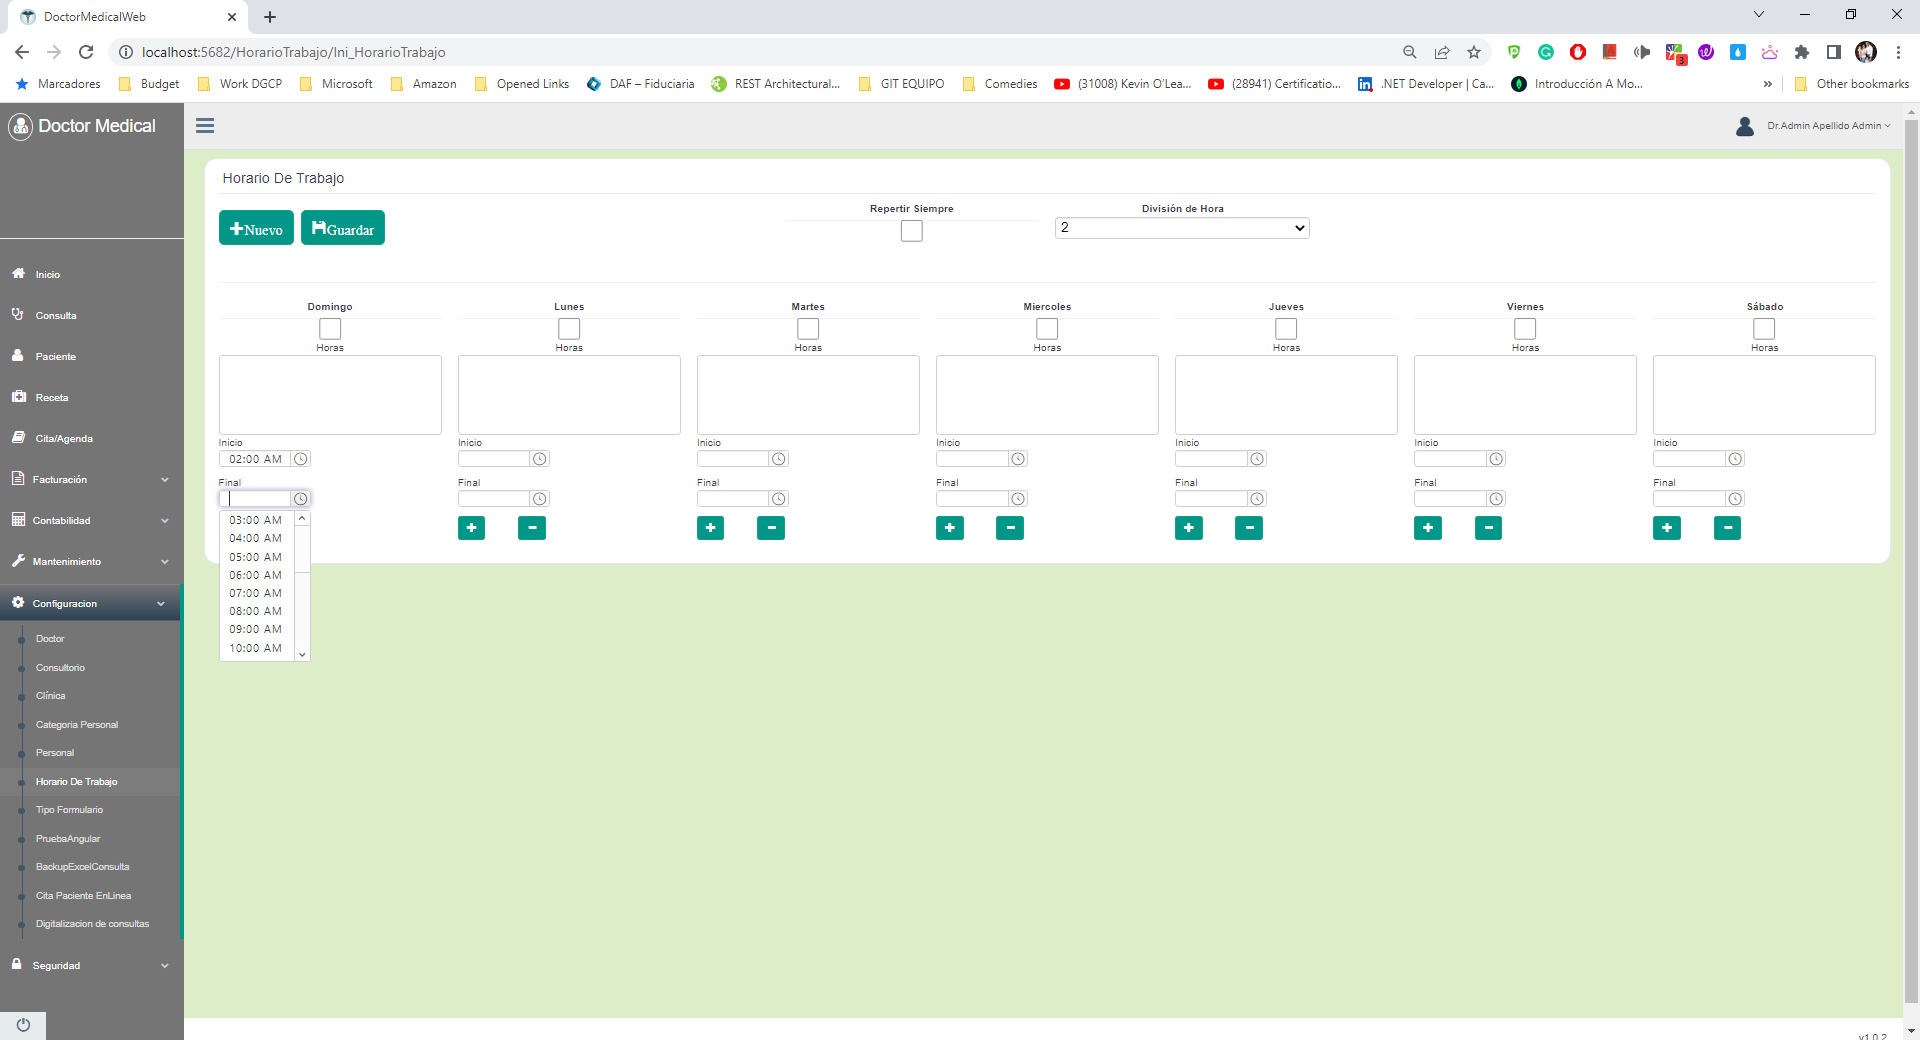 DoctorMedicalWeb
localhost:5682/HorarioTrabajo/Ini_HorarioTrabajo
3
Marcadores Budget Work DGCP Microsoft Amazon Opened Links DAF – Fiduciaria REST Architectural... GIT EQUIPO Comedies (31008) Kevin O'Lea... (28941) Certificatio... .NET Developer | Ca... Introducción A Mo... » Other bookmarks
Doctor Medical
Dr.Admin Apellido Admin
Horario De Trabajo
Nuevo Guardar
Repertir Siempre
División de Hora
2
Inicio
Consulta
Paciente
Receta
Cita/Agenda
Facturación
Contabilidad
Mantenimiento
Configuracion
Doctor
Consultorio
Clínica
Categoria Personal
Personal
Horario De Trabajo
Tipo Formulario
PruebaAngular
BackupExcelConsulta
Cita Paciente EnLinea
Digitalizacion de consultas
Seguridad
Domingo Lunes Martes Miercoles Jueves Viernes Sábado
Horas Horas Horas Horas Horas Horas Horas
Inicio Inicio Inicio Inicio Inicio Inicio Inicio
02:00 AM
Final Final Final Final Final Final Final
03:00 AM
04:00 AM
05:00 AM
06:00 AM
07:00 AM
08:00 AM
09:00 AM
10:00 AM
v1.0.2